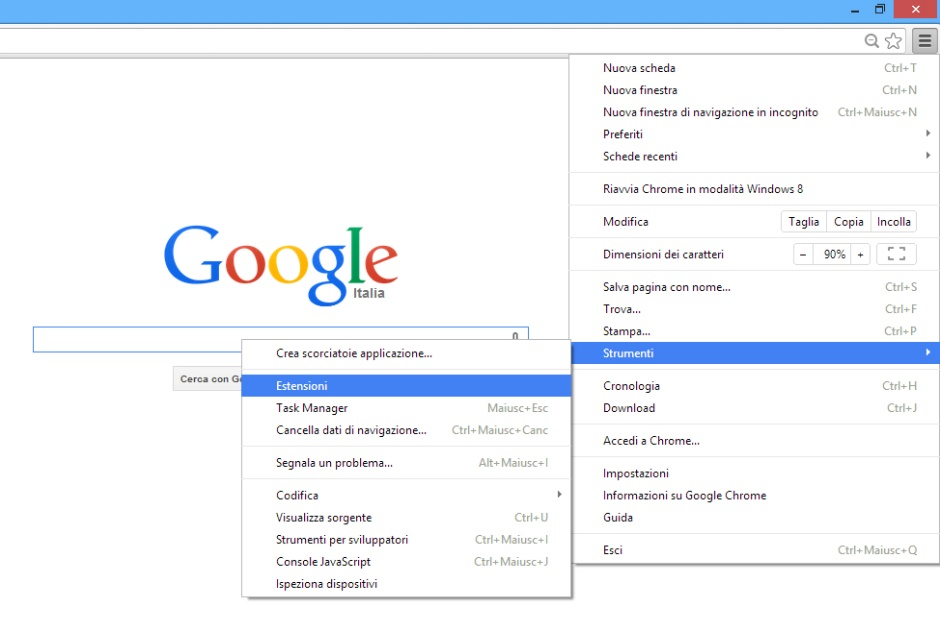 Nuova scheda Ctrl+T
Nuova finestra Ctrl+N
Nuova finestra di navigazione in incognito Ctrl+Maiusc+N
Preferiti
Schede recenti
Riavvia Chrome in modalità Windows 8
Modifica Taglia Copia Incolla
Dimensioni dei caratteri - 90% +
Salva pagina con nome... Ctrl+S
Trova... Ctrl+F
Stampa... Ctrl+P
Strumenti
Cronologia Ctrl+H
Download Ctrl+J
Accedi a Chrome...
Impostazioni
Informazioni su Google Chrome
Guida
Esci Ctrl+Maiusc+Q
Google
Italia
Cerca con Go
Crea scorciatoie applicazione...
Estensioni
Task Manager Maiusc+Esc
Cancella dati di navigazione... Ctrl+Maiusc+Canc
Segnala un problema... Alt+Maiusc+I
Codifica
Visualizza sorgente Ctrl+U
Strumenti per sviluppatori Ctrl+Maiusc+I
Console JavaScript Ctrl+Maiusc+J
Ispeziona dispositivi